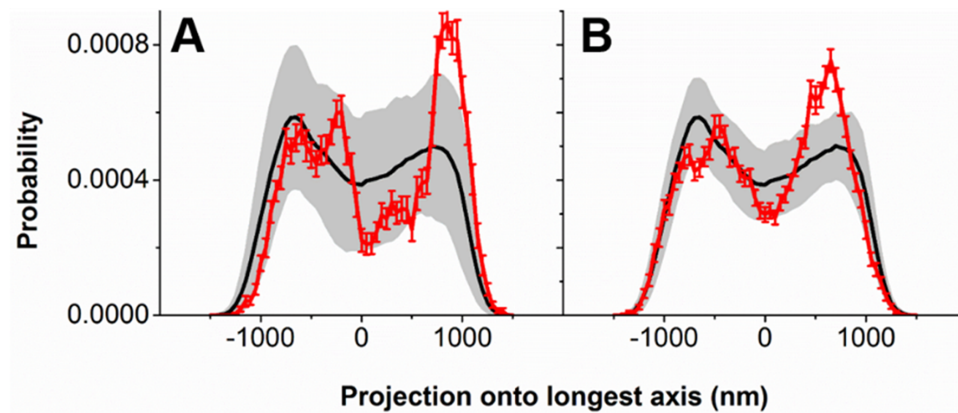 A
B
0.0008
0.0004
0.0000
Probability
-1000 0 1000
-1000 0 1000
Projection onto longest axis (nm)